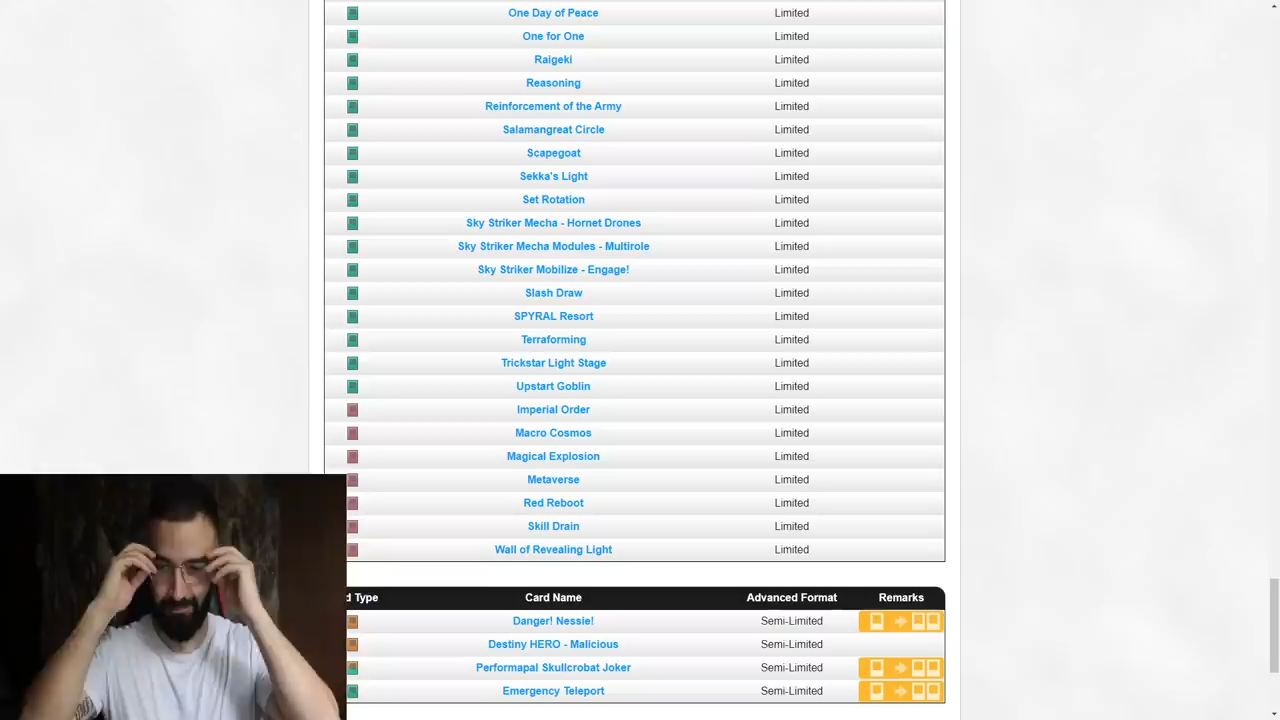 One Day of Peace Limited
One for One Limited
Raigeki Limited
Reasoning Limited
Reinforcement of the Army Limited
Salamangreat Circle Limited
Scapegoat Limited
Sekka's Light Limited
Set Rotation Limited
Sky Striker Mecha - Hornet Drones Limited
Sky Striker Mecha Modules - Multirole Limited
Sky Striker Mobilize - Engage! Limited
Slash Draw Limited
SPYRAL Resort Limited
Terraforming Limited
Trickstar Light Stage Limited
Upstart Goblin Limited
Imperial Order Limited
Macro Cosmos Limited
Magical Explosion Limited
Metaverse Limited
Red Reboot Limited
Skill Drain Limited
Wall of Revealing Light Limited
d Type Card Name Advanced Format Remarks
Danger! Nessie! Semi-Limited
Destiny HERO - Malicious Semi-Limited
Performapal Skullcrobat Joker Semi-Limited
Emergency Teleport Semi-Limited